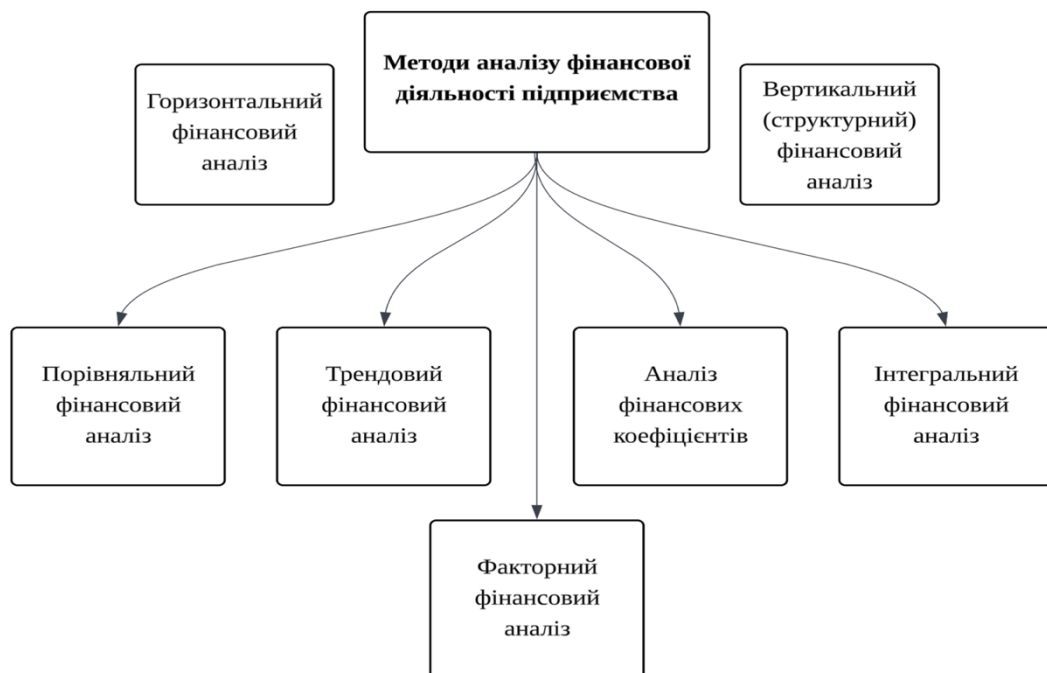 Методи аналізу фінансової
діяльності підприємства
Горизонтальний
фінансовий
аналіз
Вертикальний
(структурний)
фінансовий
аналіз
Порівняльний
фінансовий
аналіз
Трендовий
фінансовий
аналіз
Аналіз
фінансових
коефіцієнтів
Інтегральний
фінансовий
аналіз
Факторний
фінансовий
аналіз